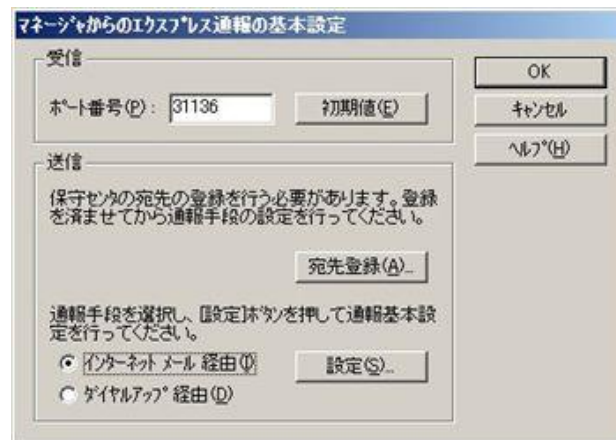 マネージャからのエクスプレス通報の基本設定
受信
ポート番号(P): 31136 初期値(E)
OK
キャンセル
ヘルプ(H)
送信
保守センタの宛先の登録を行う必要があります。登録
を済ませてから通報手段の設定を行ってください。
宛先登録(A)...
通報手段を選択し、[設定]ボタンを押して通報基本設
定を行ってください。
インターネット メール 経由(I)
設定(S)...
ダイヤルアップ 経由(D)